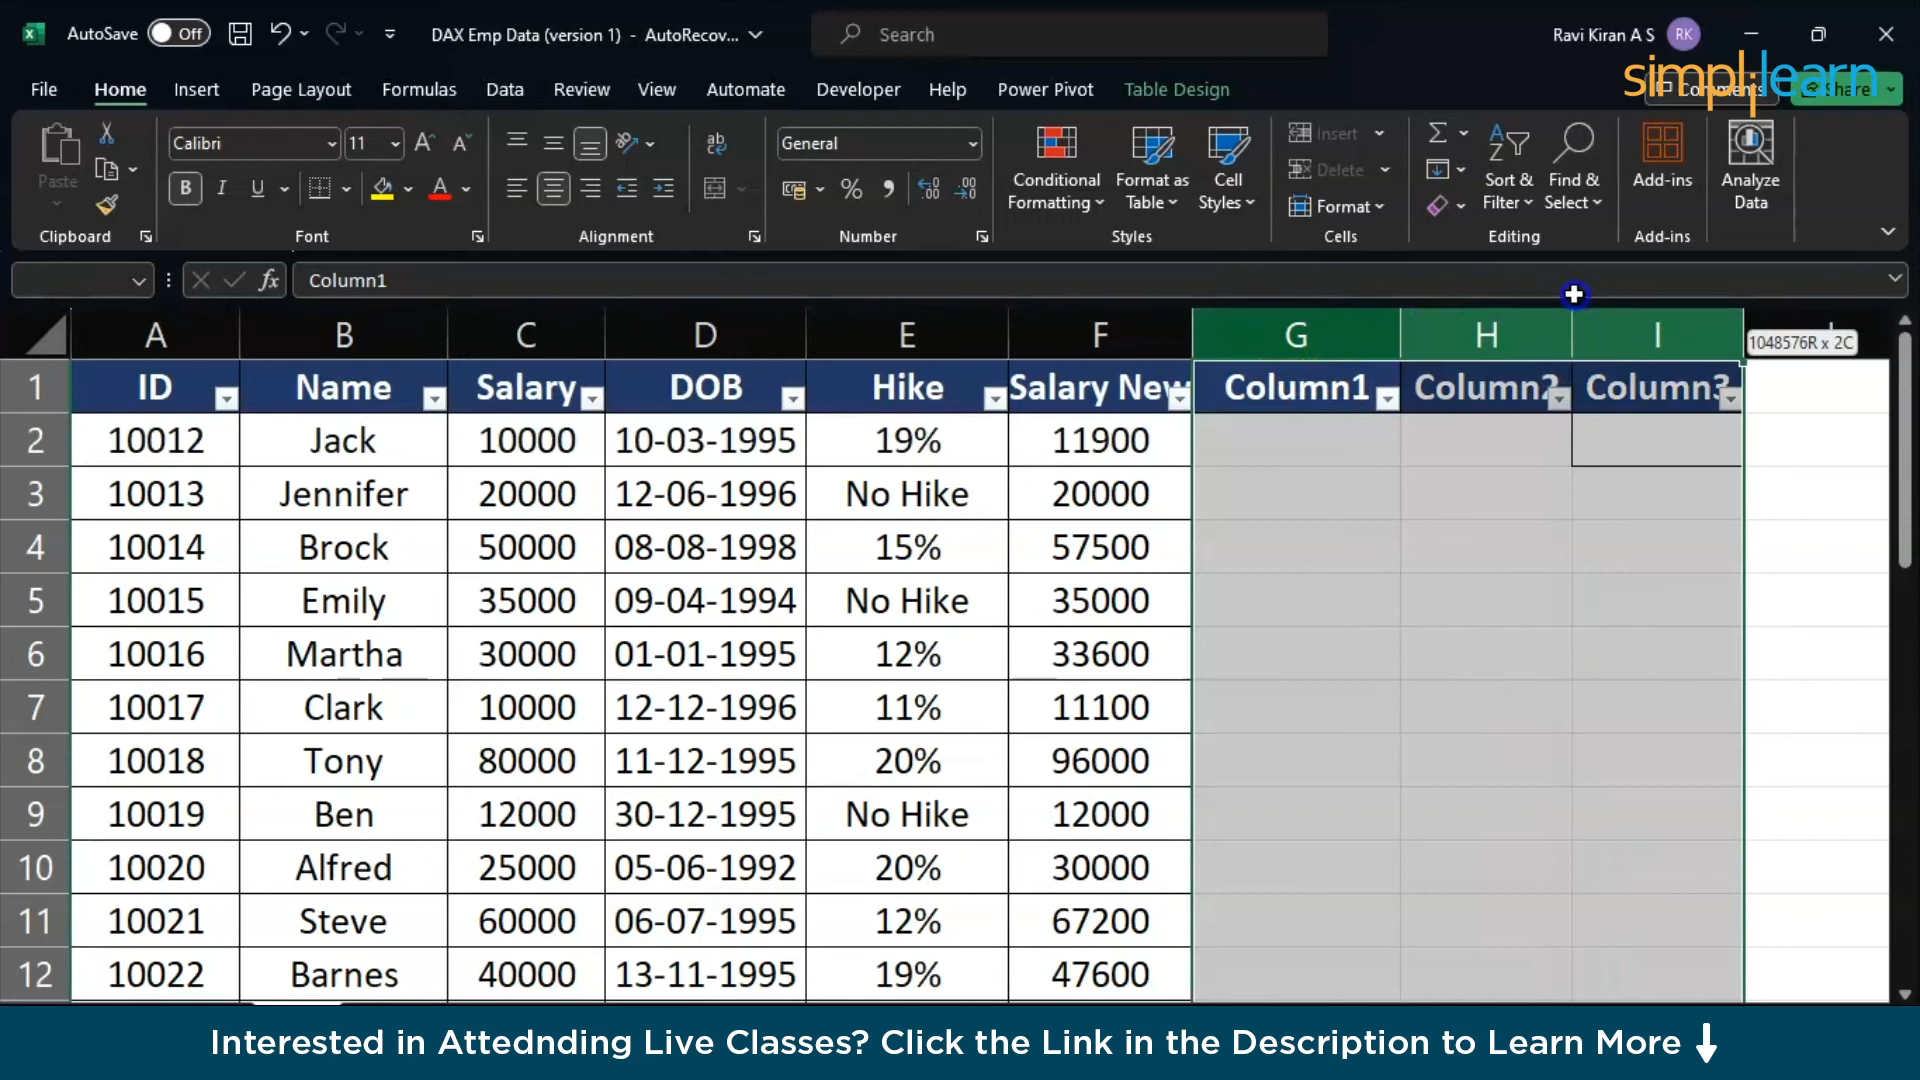 AutoSave Off DAX Emp Data (version 1) - AutoRecov... Search Ravi Kiran A S RK
simplilearn
File Home Insert Page Layout Formulas Data Review View Automate Developer Help Power Pivot Table Design Comments Share
Calibri 11 General
Paste
Conditional Formatting
Format as Table
Cell Styles
Insert
Delete
Format
Sort & Filter
Find & Select
Add-ins
Analyze Data
Clipboard Font Alignment Number Styles Cells Editing Add-ins
fx Column1
A B C D E F G H I
1048576R x 2C
1 ID Name Salary DOB Hike Salary New Column1 Column2 Column3
2 10012 Jack 10000 10-03-1995 19% 11900
3 10013 Jennifer 20000 12-06-1996 No Hike 20000
4 10014 Brock 50000 08-08-1998 15% 57500
5 10015 Emily 35000 09-04-1994 No Hike 35000
6 10016 Martha 30000 01-01-1995 12% 33600
7 10017 Clark 10000 12-12-1996 11% 11100
8 10018 Tony 80000 11-12-1995 20% 96000
9 10019 Ben 12000 30-12-1995 No Hike 12000
10 10020 Alfred 25000 05-06-1992 20% 30000
11 10021 Steve 60000 06-07-1995 12% 67200
12 10022 Barnes 40000 13-11-1995 19% 47600
Interested in Attednding Live Classes? Click the Link in the Description to Learn More